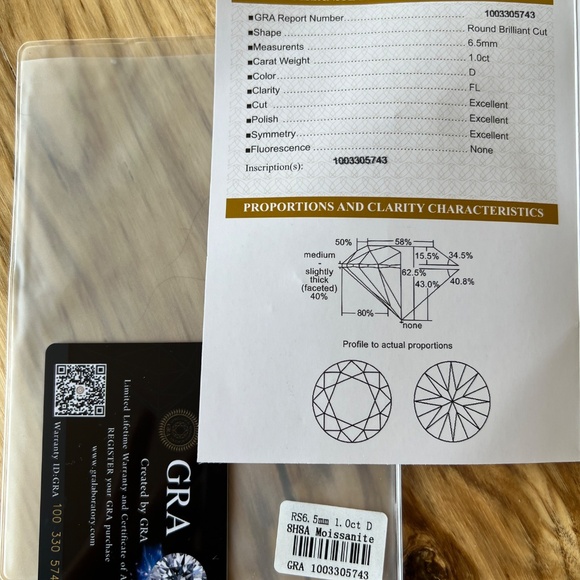 ■GRA Report Number 1003305743
■Shape Round Brilliant Cut
■Measurents 6.5mm
■Carat Weight 1.0ct
■Color D
■Clarity FL
■Cut Excellent
■Polish Excellent
■Symmetry Excellent
■Fluorescence None
Inscription(s): 1003305743
PROPORTIONS AND CLARITY CHARACTERISTICS
50% 58%
medium
-
slightly
thick
(faceted)
40%
15.5% 34.5%
62.5%
43.0% 40.8%
80%
none
Profile to actual proportions
GRA
Created by GRA
Limited Lifetime Warranty and Certificate of
REGISTER your GRA purchase
www.gralaboratory.com
Warranty ID:GRA 100 330 574
RS6.5mm 1.0ct D
8H8A Moissanite
GRA 1003305743